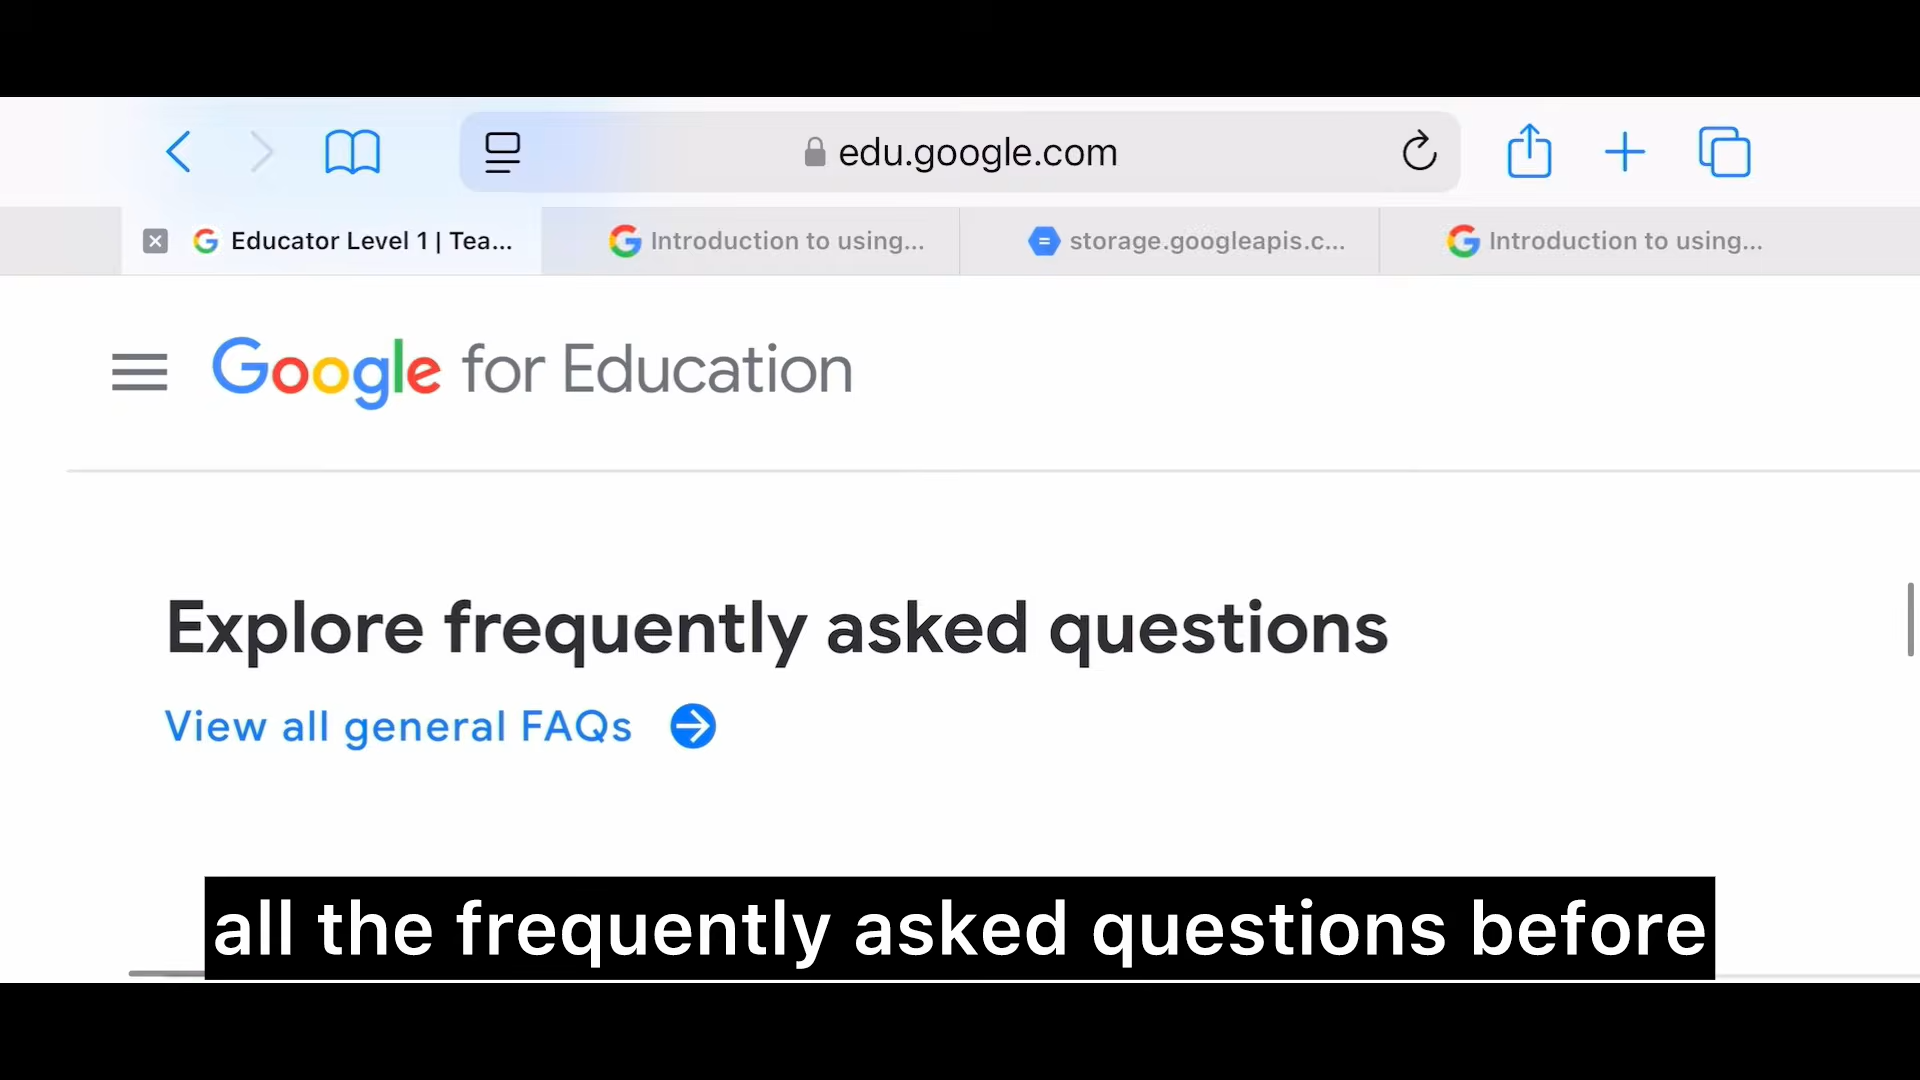 edu.google.com
Educator Level 1 | Tea...
Introduction to using...
storage.googleapis.c...
Introduction to using...
Google for Education
Explore frequently asked questions
View all general FAQs
all the frequently asked questions before